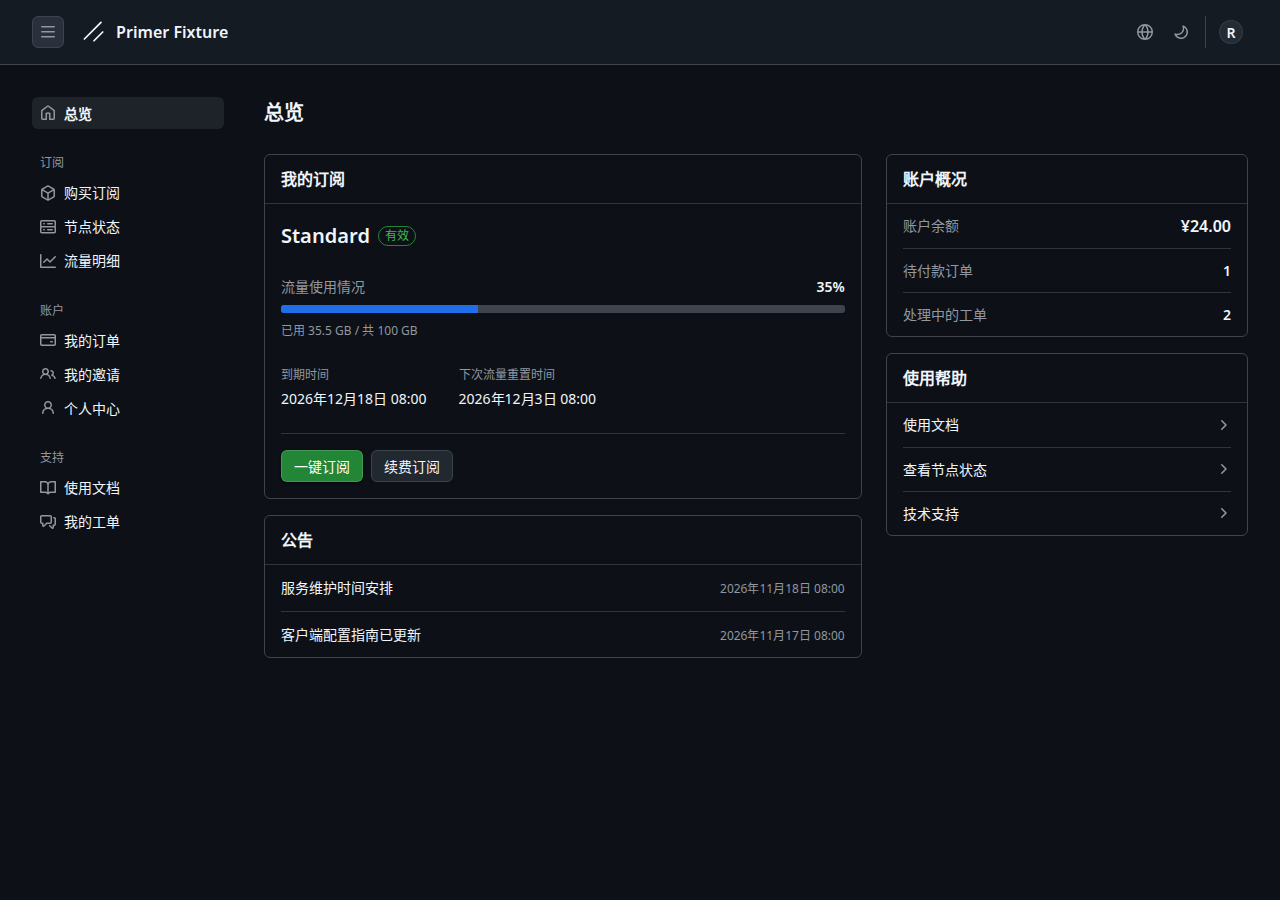 Primer Fixture
R
总览
订阅
购买订阅
节点状态
流量明细
账户
我的订单
我的邀请
个人中心
支持
使用文档
我的工单
总览
我的订阅
Standard 有效
流量使用情况 35%
已用 35.5 GB / 共 100 GB
到期时间 下次流量重置时间
2026年12月18日 08:00 2026年12月3日 08:00
一键订阅 续费订阅
公告
服务维护时间安排 2026年11月18日 08:00
客户端配置指南已更新 2026年11月17日 08:00
账户概况
账户余额 ¥24.00
待付款订单 1
处理中的工单 2
使用帮助
使用文档
查看节点状态
技术支持